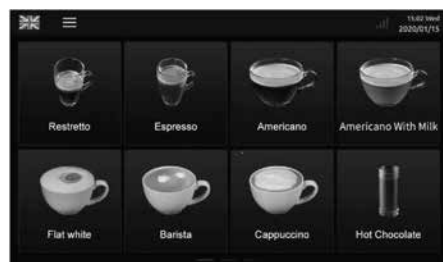 15:02 Wed
2020/01/15
Restretto
Espresso
Americano
Americano With Milk
Flat white
Barista
Cappuccino
Hot Chocolate